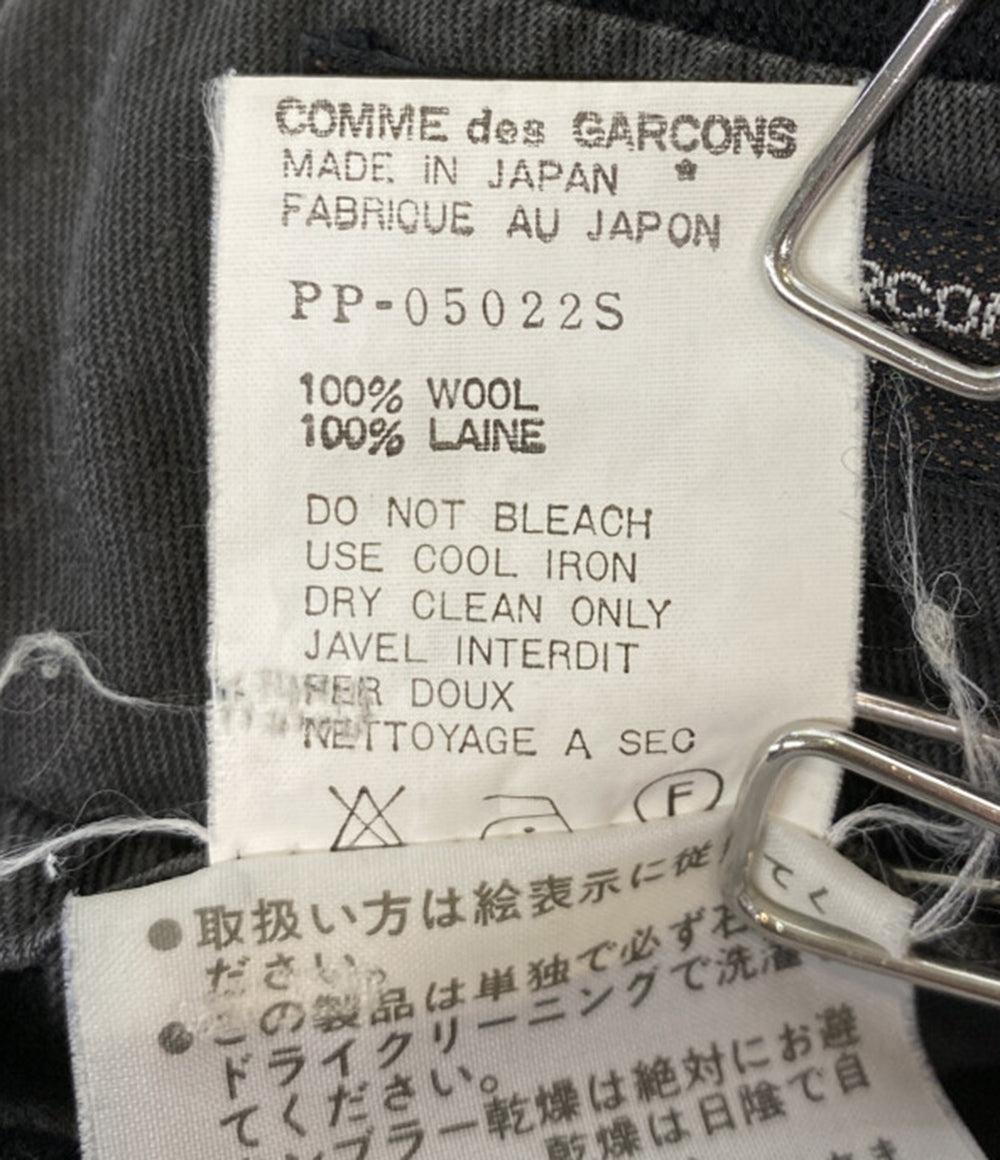 COMME des GARCONS
MADE IN JAPAN *
FABRIQUE AU JAPON
RCON
PP-05022S
100% WOOL
100% LAINE
DO NOT BLEACH
USE COOL IRON
DRY CLEAN ONLY
JAVEL INTERDIT
FER DOUX
NETTOYAGE A SEC
F
●取扱い方は絵表示に従
ださい。
●この製品は単独で必ず石
ドライクリーニングで洗濯
てください。
ンブラー乾燥は絶対にお避
乾燥は日陰で自